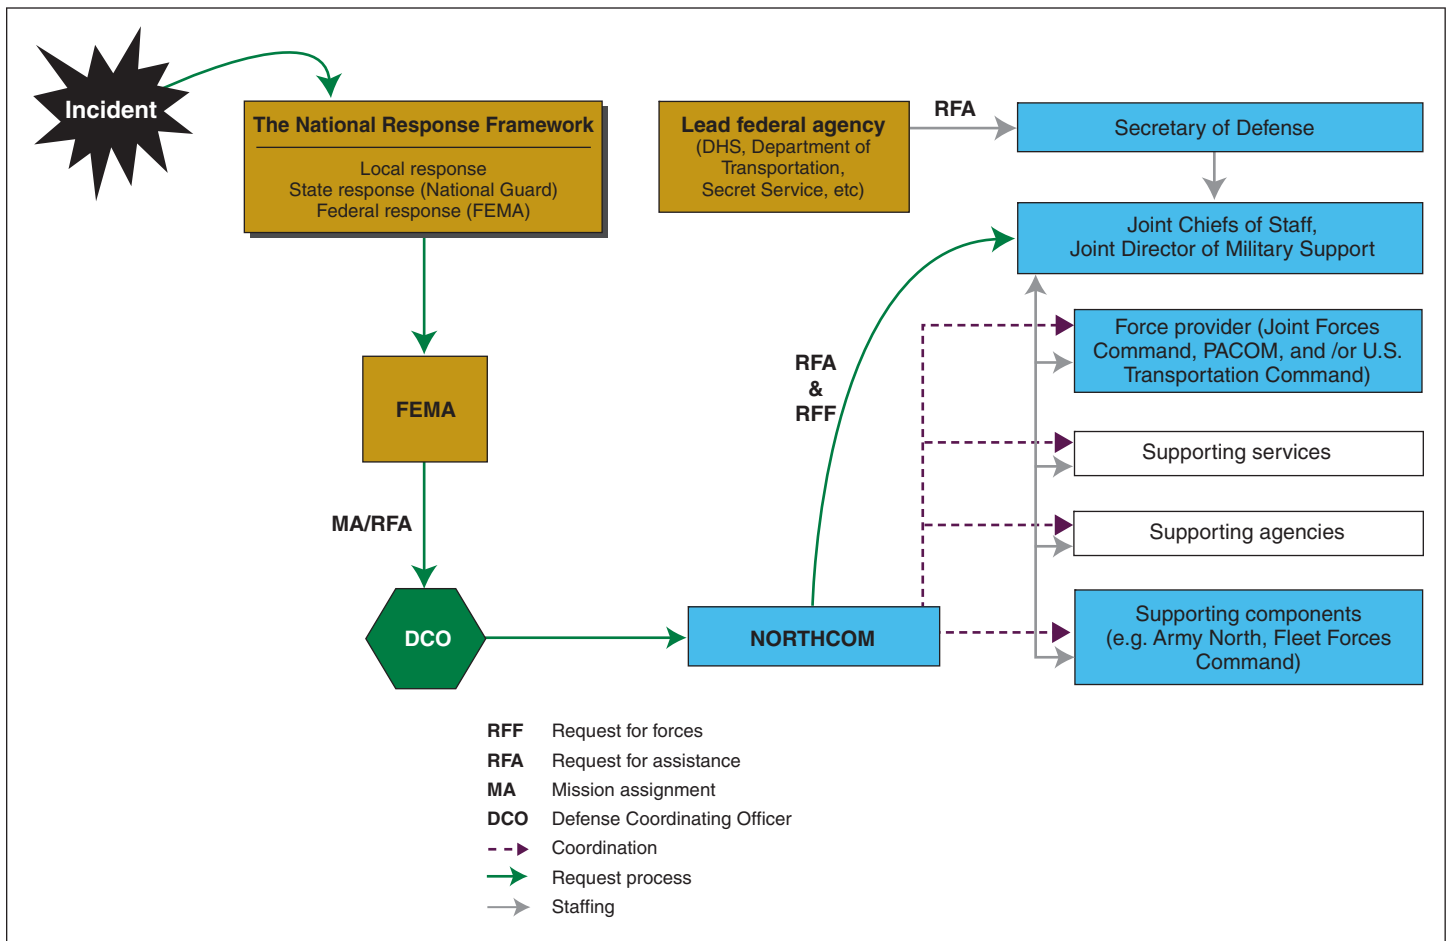 Incident
The National Response Framework
Local response
State response (National Guard)
Federal response (FEMA)
Lead federal agency
(DHS, Department of
Transportation,
Secret Service, etc)
RFA
Secretary of Defense
Joint Chiefs of Staff,
Joint Director of Military Support
Force provider (Joint Forces
Command, PACOM, and /or U.S.
Transportation Command)
RFA
&
RFF
FEMA
Supporting services
MA/RFA
Supporting agencies
DCO
NORTHCOM
Supporting components
(e.g. Army North, Fleet Forces
Command)
RFF Request for forces
RFA Request for assistance
MA Mission assignment
DCO Defense Coordinating Officer
Coordination
Request process
Staffing